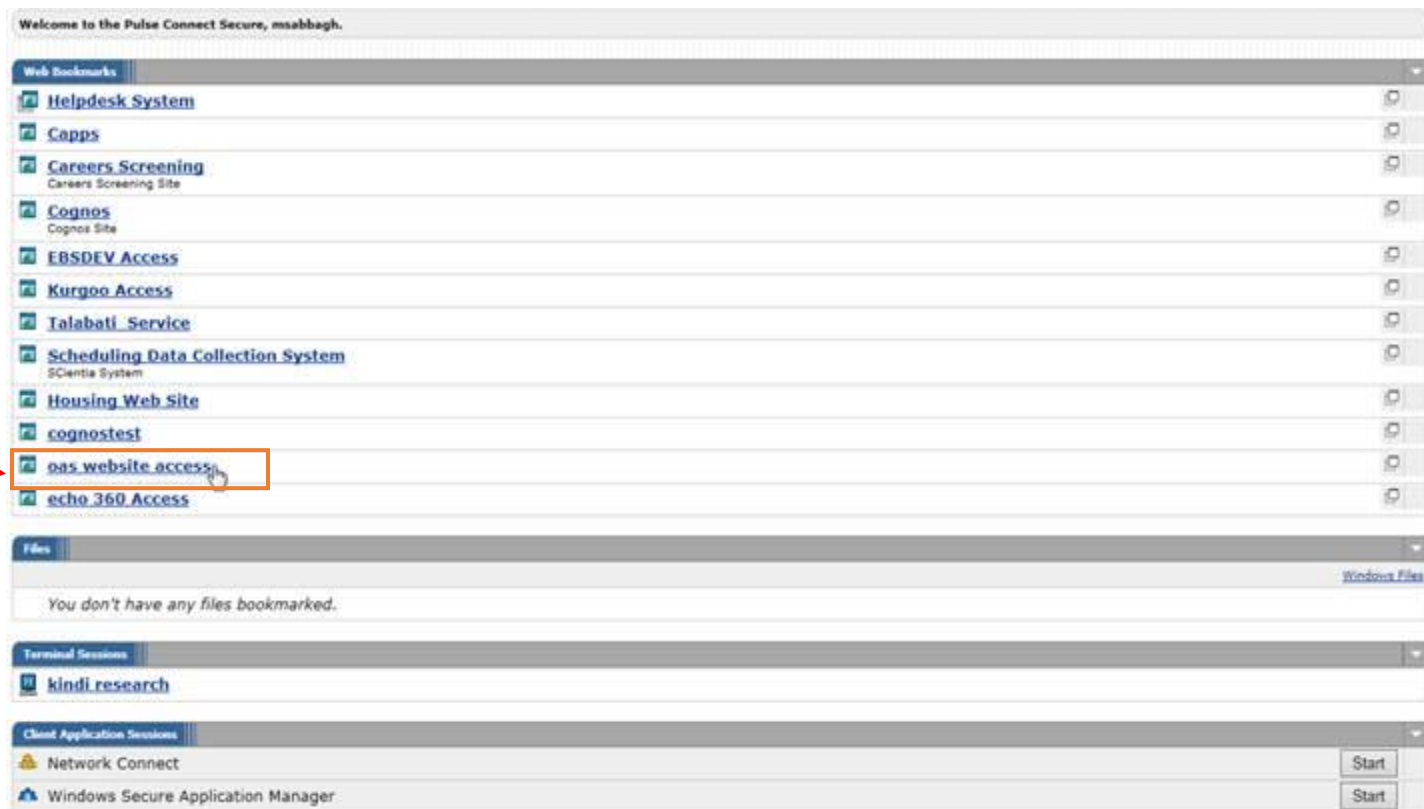 Welcome to the Pulse Connect Secure, msabbagh.
Web Bookmarks
Helpdesk System
Capps
Careers Screening
Careers Screening Site
Cognos
Cognos Site
EBSDEV Access
Kurgoo Access
Talabati_Service
Scheduling Data Collection System
SCientia System
Housing Web Site
cognostest
oas website access
echo 360 Access
Files
Windows Files
You don't have any files bookmarked.
Terminal Sessions
kindi research
Client Application Sessions
Network Connect
Start
Windows Secure Application Manager
Start